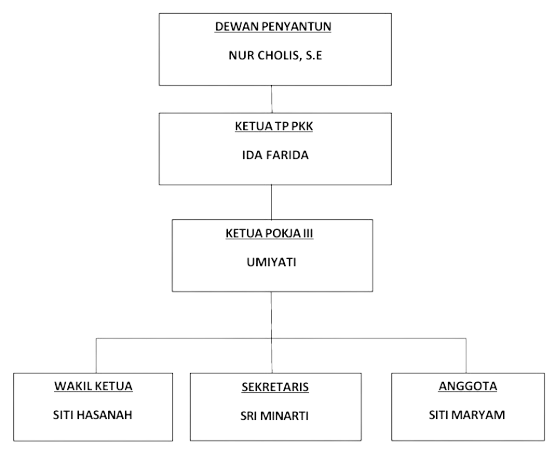 DEWAN PENYANTUN
NUR CHOLIS, S.E
KETUA TP PKK
IDA FARIDA
KETUA POKJA III
UMIYATI
WAKIL KETUA
SITI HASANAH
SEKRETARIS
SRI MINARTI
ANGGOTA
SITI MARYAM